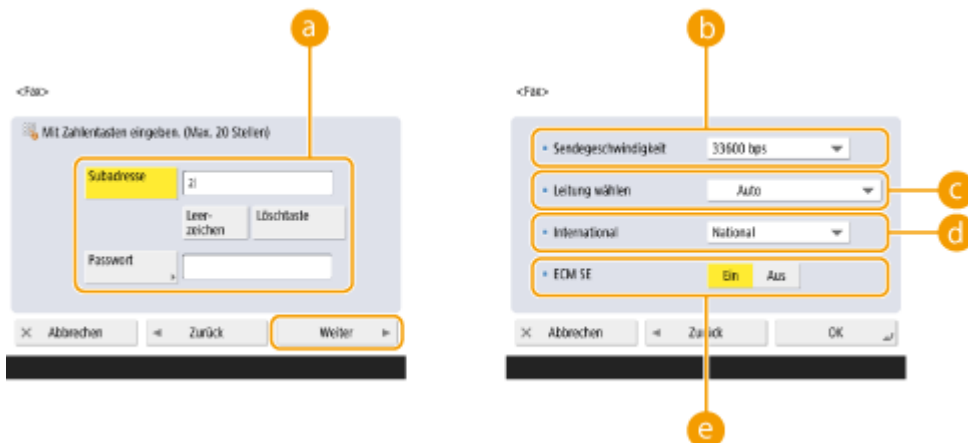 a
b
<Fax>
Mit Zahlentasten eingeben. (Max. 20 Stellen)
Subadresse
2
Leer-
zeichen
Löschtaste
Passwort
× Abbrechen
Zurück
Weiter
<Fax>
Sendegeschwindigkeit
33600 bps
Leitung wählen
Auto
c
International
National
d
ECM SE
Ein
Aus
× Abbrechen
Zurück
OK
e